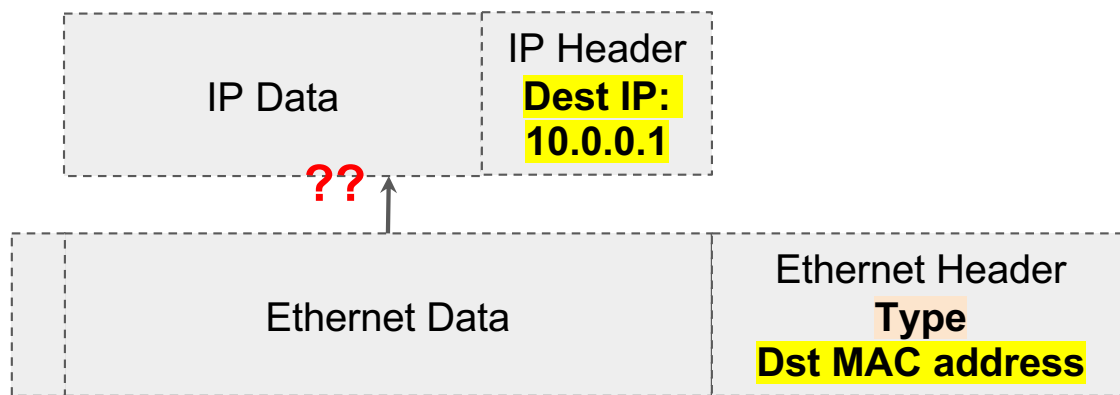 IP Data
IP Header
Dest IP:
10.0.0.1
??
Ethernet Data
Ethernet Header
Type
Dst MAC address